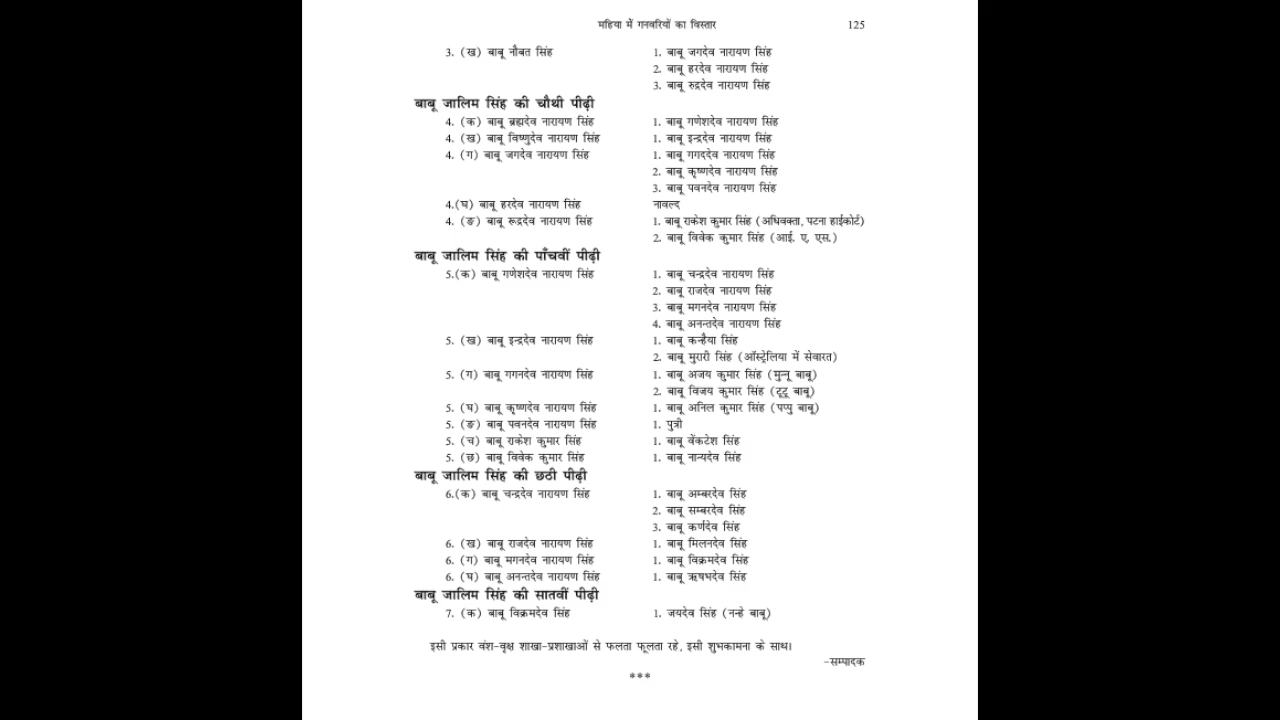 महिया में गनवरियों का विस्तार 125
3. (ख) बाबू नौबत सिंह 1. बाबू जगदेव नारायण सिंह
2. बाबू हरदेव नारायण सिंह
3. बाबू रुद्रदेव नारायण सिंह
बाबू जालिम सिंह की चौथी पीढ़ी
4. (क) बाबू ब्रह्मदेव नारायण सिंह 1. बाबू गणेशदेव नारायण सिंह
4. (ख) बाबू विष्णुदेव नारायण सिंह 1. बाबू इन्द्रदेव नारायण सिंह
4. (ग) बाबू जगदेव नारायण सिंह 1. बाबू गगददेव नारायण सिंह
2. बाबू कृष्णदेव नारायण सिंह
3. बाबू पवनदेव नारायण सिंह
4.(घ) बाबू हरदेव नारायण सिंह नावल्द
4. (ङ) बाबू रूद्रदेव नारायण सिंह 1. बाबू राकेश कुमार सिंह (अधिवक्ता, पटना हाईकोर्ट)
2. बाबू विवेक कुमार सिंह (आई. ए. एस.)
बाबू जालिम सिंह की पाँचवीं पीढ़ी
5.(क) बाबू गणेशदेव नारायण सिंह 1. बाबू चन्द्रदेव नारायण सिंह
2. बाबू राजदेव नारायण सिंह
3. बाबू मगनदेव नारायण सिंह
4. बाबू अनन्तदेव नारायण सिंह
5. (ख) बाबू इन्द्रदेव नारायण सिंह 1. बाबू कन्हैया सिंह
2. बाबू मुरारी सिंह (ऑस्ट्रेलिया में सेवारत)
5. (ग) बाबू गगनदेव नारायण सिंह 1. बाबू अजय कुमार सिंह (मुन्नू बाबू)
2. बाबू विजय कुमार सिंह (टूटू बाबू)
5. (घ) बाबू कृष्णदेव नारायण सिंह 1. बाबू अनिल कुमार सिंह (पप्पु बाबू)
5. (ङ) बाबू पवनदेव नारायण सिंह 1. पुत्री
5. (च) बाबू राकेश कुमार सिंह 1. बाबू वेंकटेश सिंह
5. (छ) बाबू विवेक कुमार सिंह 1. बाबू नान्यदेव सिंह
बाबू जालिम सिंह की छठी पीढ़ी
6.(क) बाबू चन्द्रदेव नारायण सिंह 1. बाबू अम्बरदेव सिंह
2. बाबू सम्बरदेव सिंह
3. बाबू कर्णदेव सिंह
6. (ख) बाबू राजदेव नारायण सिंह 1. बाबू मिलनदेव सिंह
6. (ग) बाबू मगनदेव नारायण सिंह 1. बाबू विक्रमदेव सिंह
6. (घ) बाबू अनन्तदेव नारायण सिंह 1. बाबू ऋषभदेव सिंह
बाबू जालिम सिंह की सातवीं पीढ़ी
7. (क) बाबू विक्रमदेव सिंह 1. जयदेव सिंह (नन्हे बाबू)
इसी प्रकार वंश-वृक्ष शाखा-प्रशाखाओं से फलता फूलता रहे, इसी शुभकामना के साथ।
-सम्पादक
***